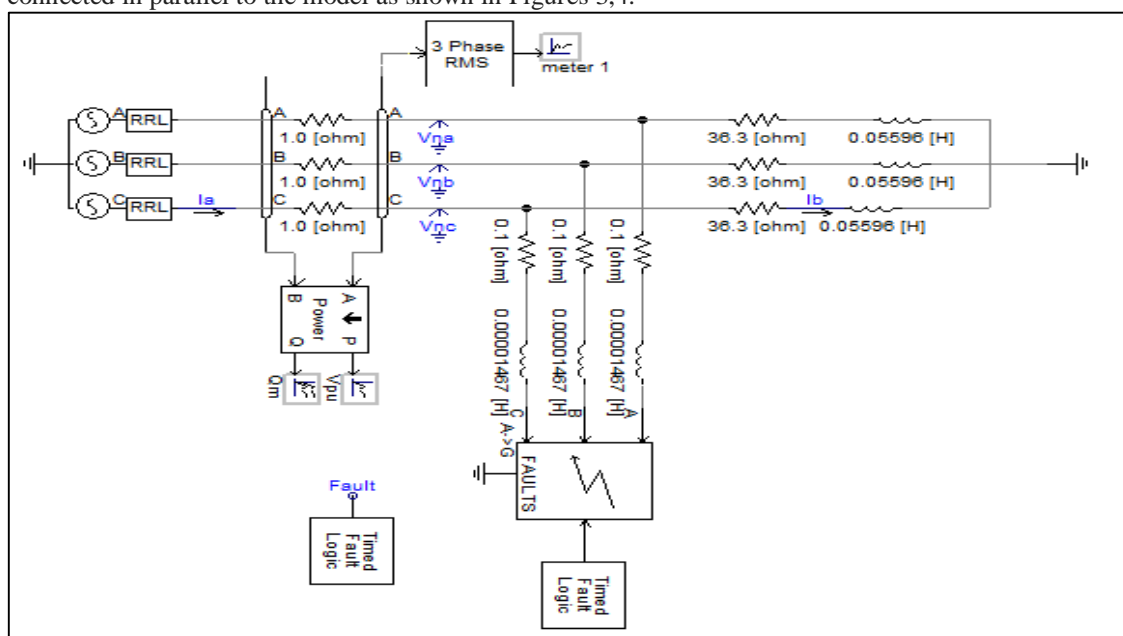 connected in parallel to the model as shown in Figures 3,4.
3 Phase
RMS
meter 1
A
RRL
A
1.0 [ohm]
A
Vna
36.3 [ohm]
0.05596 [H]
B
RRL
B
1.0 [ohm]
B
Vnb
36.3 [ohm]
0.05596 [H]
C
RRL
Ia
C
1.0 [ohm]
C
Vnc
36.3 [ohm]
Ib
0.05596 [H]
0.1 [ohm]
0.1 [ohm]
0.1 [ohm]
0.00001467 [H]
0.00001467 [H]
0.00001467 [H]
A
B
Power
P
Q
Vpu
Qm
C
B
A
A->G
FAULTS
Fault
Timed
Fault
Logic
Timed
Fault
Logic